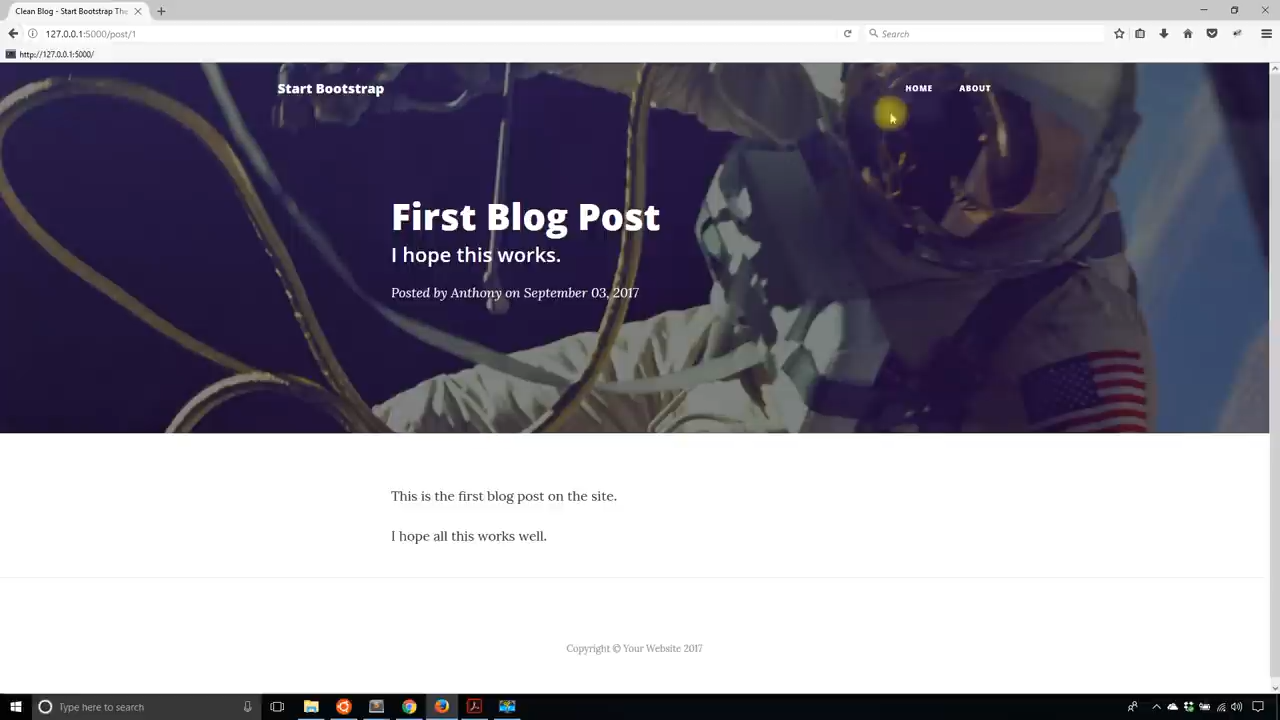 Clean Blog - Start Bootstrap The
127.0.0.1:5000/post/1
Search
http://127.0.0.1:5000/
Start Bootstrap
HOME
ABOUT
First Blog Post
I hope this works.
Posted by Anthony on September 03, 2017
This is the first blog post on the site.
I hope all this works well.
Copyright © Your Website 2017
Type here to search